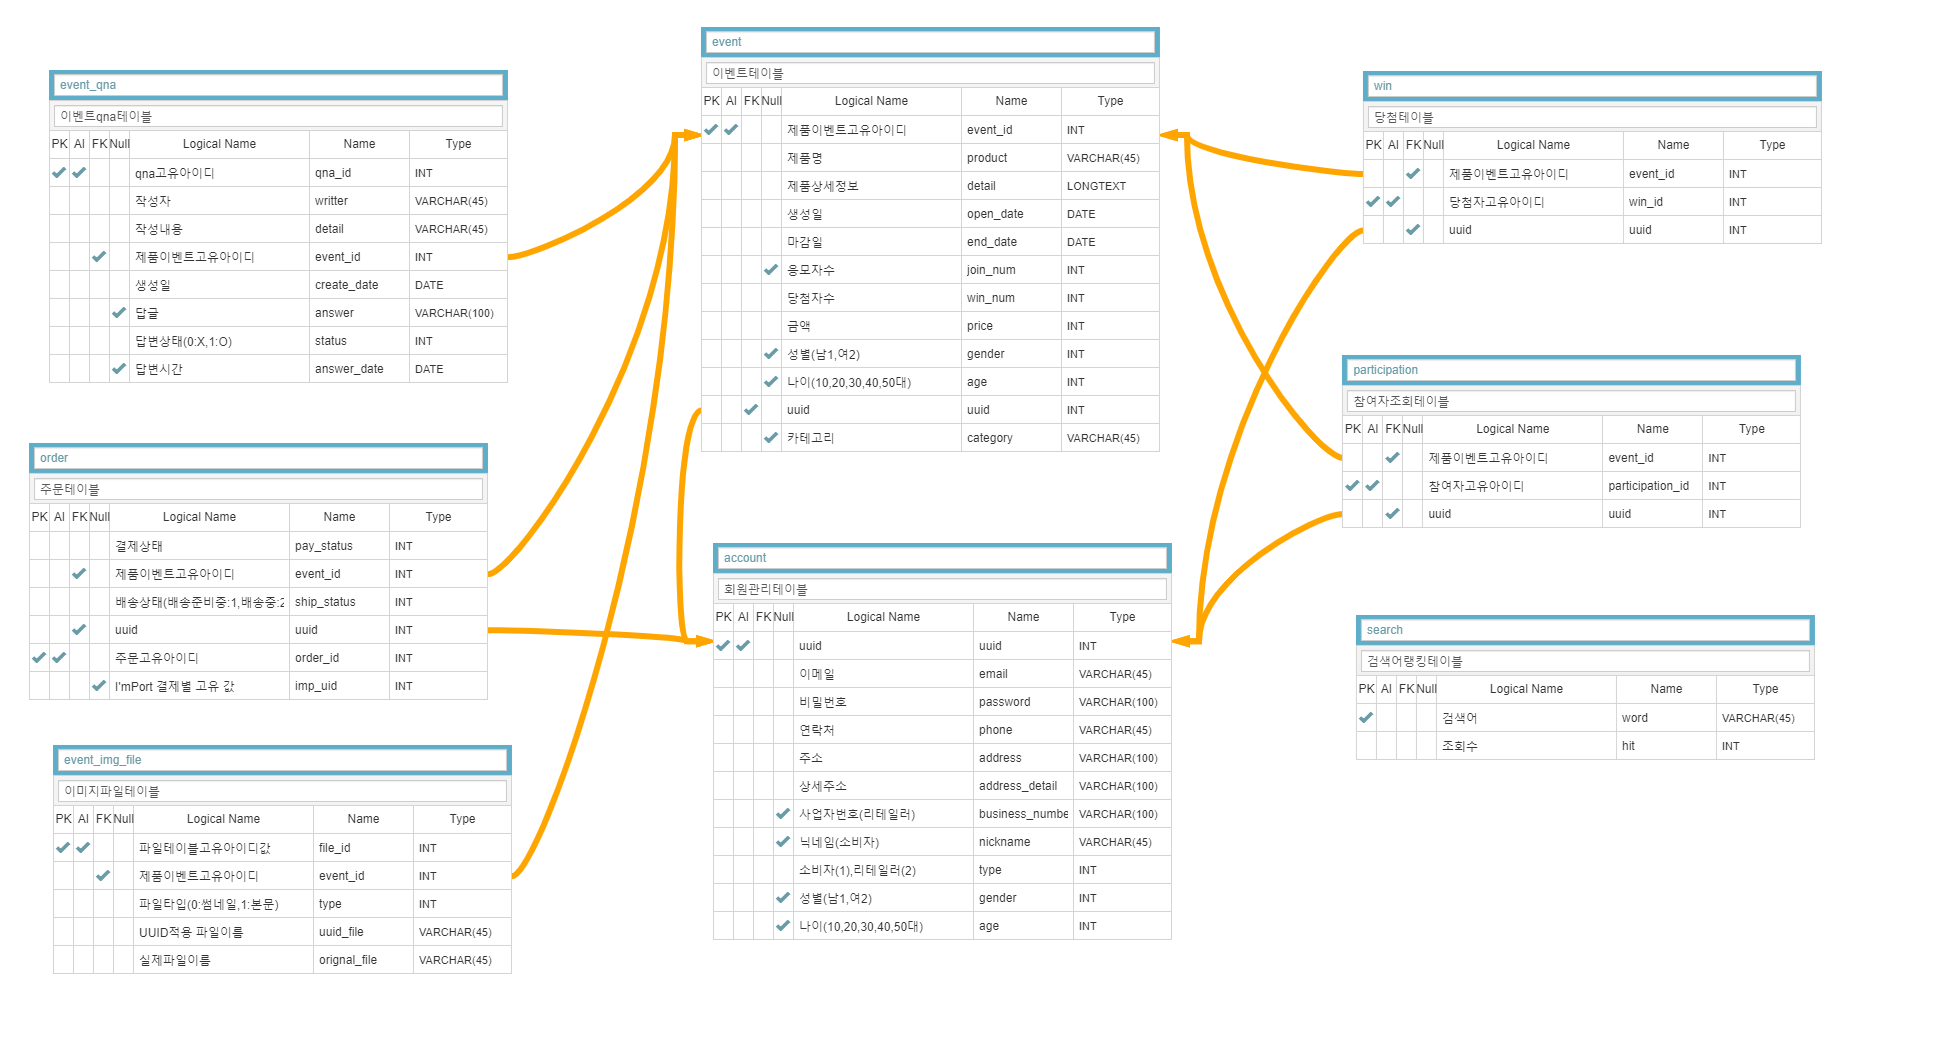 event_qna
이벤트qna테이블
PK AI FK Null Logical Name Name Type
qna고유아이디 qna_id INT
작성자 writter VARCHAR(45)
작성내용 detail VARCHAR(45)
제품이벤트고유아이디 event_id INT
생성일 create_date DATE
답글 answer VARCHAR(100)
답변상태(0:X,1:O) status INT
답변시간 answer_date DATE
order
주문테이블
PK AI FK Null Logical Name Name Type
결제상태 pay_status INT
제품이벤트고유아이디 event_id INT
배송상태(배송준비중:1,배송중:2 ship_status INT
uuid uuid INT
주문고유아이디 order_id INT
I'mPort 결제별 고유 값 imp_uid INT
event_img_file
이미지파일테이블
PK AI FK Null Logical Name Name Type
파일테이블고유아이디값 file_id INT
제품이벤트고유아이디 event_id INT
파일타입(0:썸네일,1:본문) type INT
UUID적용 파일이름 uuid_file VARCHAR(45)
실제파일이름 orignal_file VARCHAR(45)
event
이벤트테이블
PK AI FK Null Logical Name Name Type
제품이벤트고유아이디 event_id INT
제품명 product VARCHAR(45)
제품상세정보 detail LONGTEXT
생성일 open_date DATE
마감일 end_date DATE
응모자수 join_num INT
당첨자수 win_num INT
금액 price INT
성별(남1,여2) gender INT
나이(10,20,30,40,50대) age INT
uuid uuid INT
카테고리 category VARCHAR(45)
account
회원관리테이블
PK AI FK Null Logical Name Name Type
uuid uuid INT
이메일 email VARCHAR(45)
비밀번호 password VARCHAR(100)
연락처 phone VARCHAR(45)
주소 address VARCHAR(100)
상세주소 address_detail VARCHAR(100)
사업자번호(리테일러) business_numbe VARCHAR(100)
닉네임(소비자) nickname VARCHAR(45)
소비자(1),리테일러(2) type INT
성별(남1,여2) gender INT
나이(10,20,30,40,50대) age INT
win
당첨테이블
PK AI FK Null Logical Name Name Type
제품이벤트고유아이디 event_id INT
당첨자고유아이디 win_id INT
uuid uuid INT
participation
참여자조회테이블
PK AI FK Null Logical Name Name Type
제품이벤트고유아이디 event_id INT
참여자고유아이디 participation_id INT
uuid uuid INT
search
검색어랭킹테이블
PK AI FK Null Logical Name Name Type
검색어 word VARCHAR(45)
조회수 hit INT